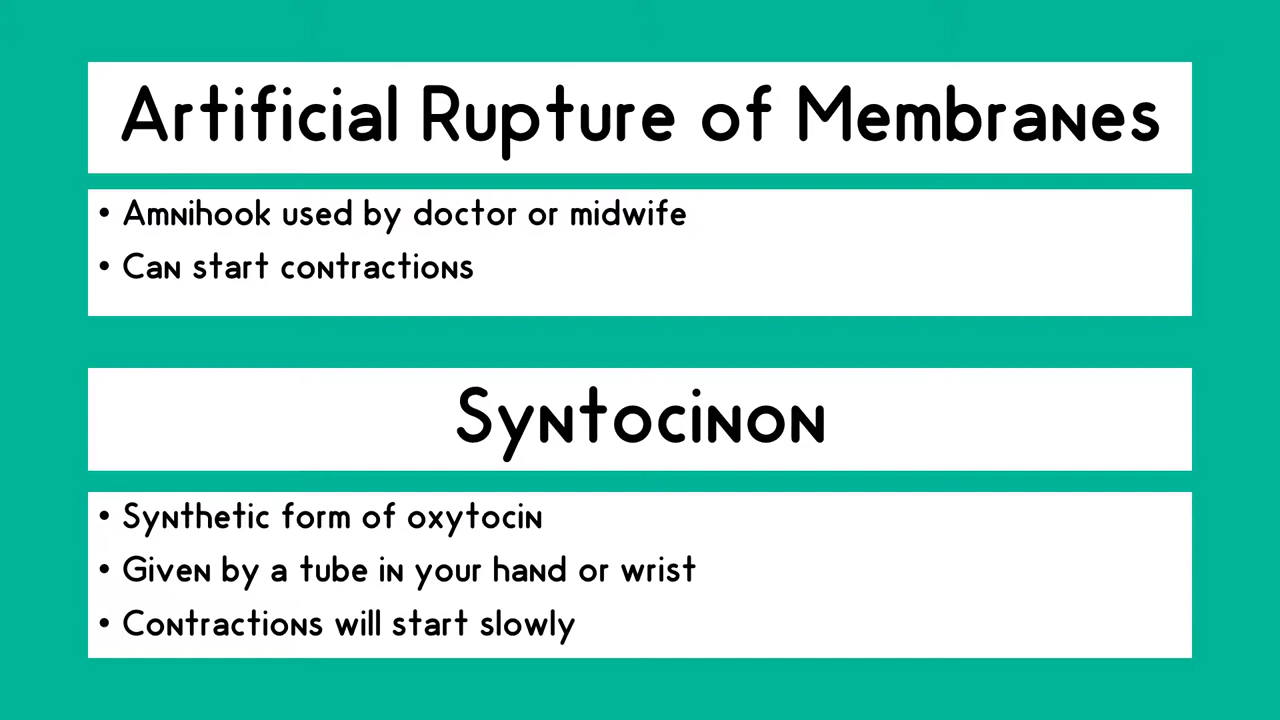 Artificial Rupture of Membranes
• Amnihook used by doctor or midwife
• Can start contractions
Syntocinon
• Synthetic form of oxytocin
• Given by a tube in your hand or wrist
• Contractions will start slowly